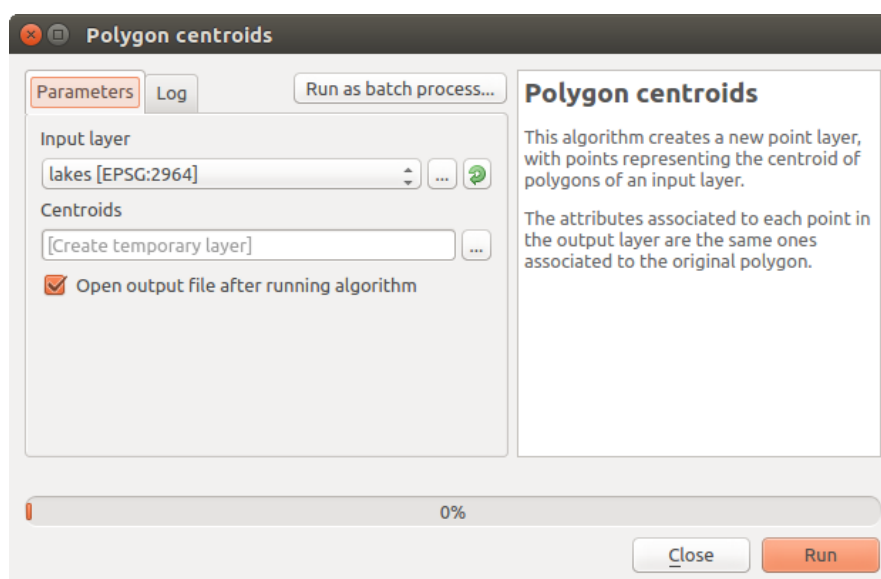 Polygon centroids
Parameters
Log
Run as batch process...
Input layer
lakes [EPSG:2964]
...
Centroids
[Create temporary layer]
...
Open output file after running algorithm
Polygon centroids
This algorithm creates a new point layer,
with points representing the centroid of
polygons of an input layer.
The attributes associated to each point in
the output layer are the same ones
associated to the original polygon.
0%
Close
Run